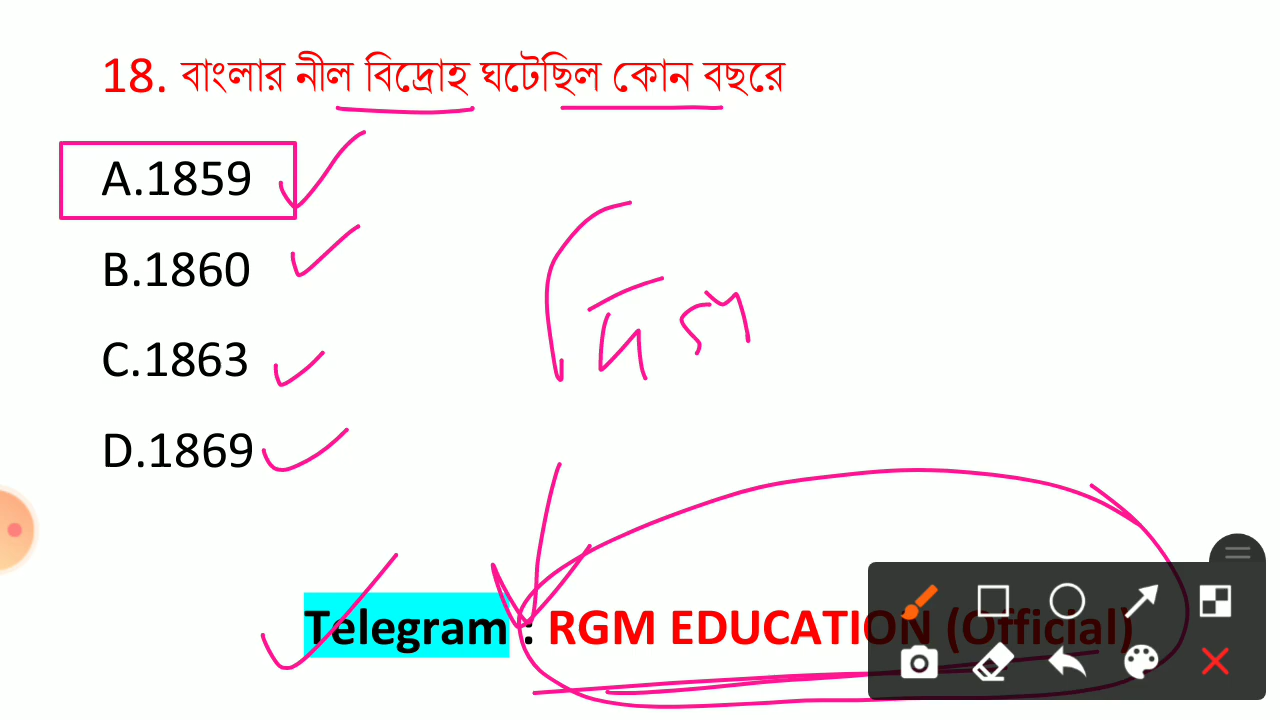 18. বাংলার নীল বিদ্রোহ ঘটেছিল কোন বছরে
A.1859
B.1860
C.1863
D.1869
Telegram : RGM EDUCATION (Official)